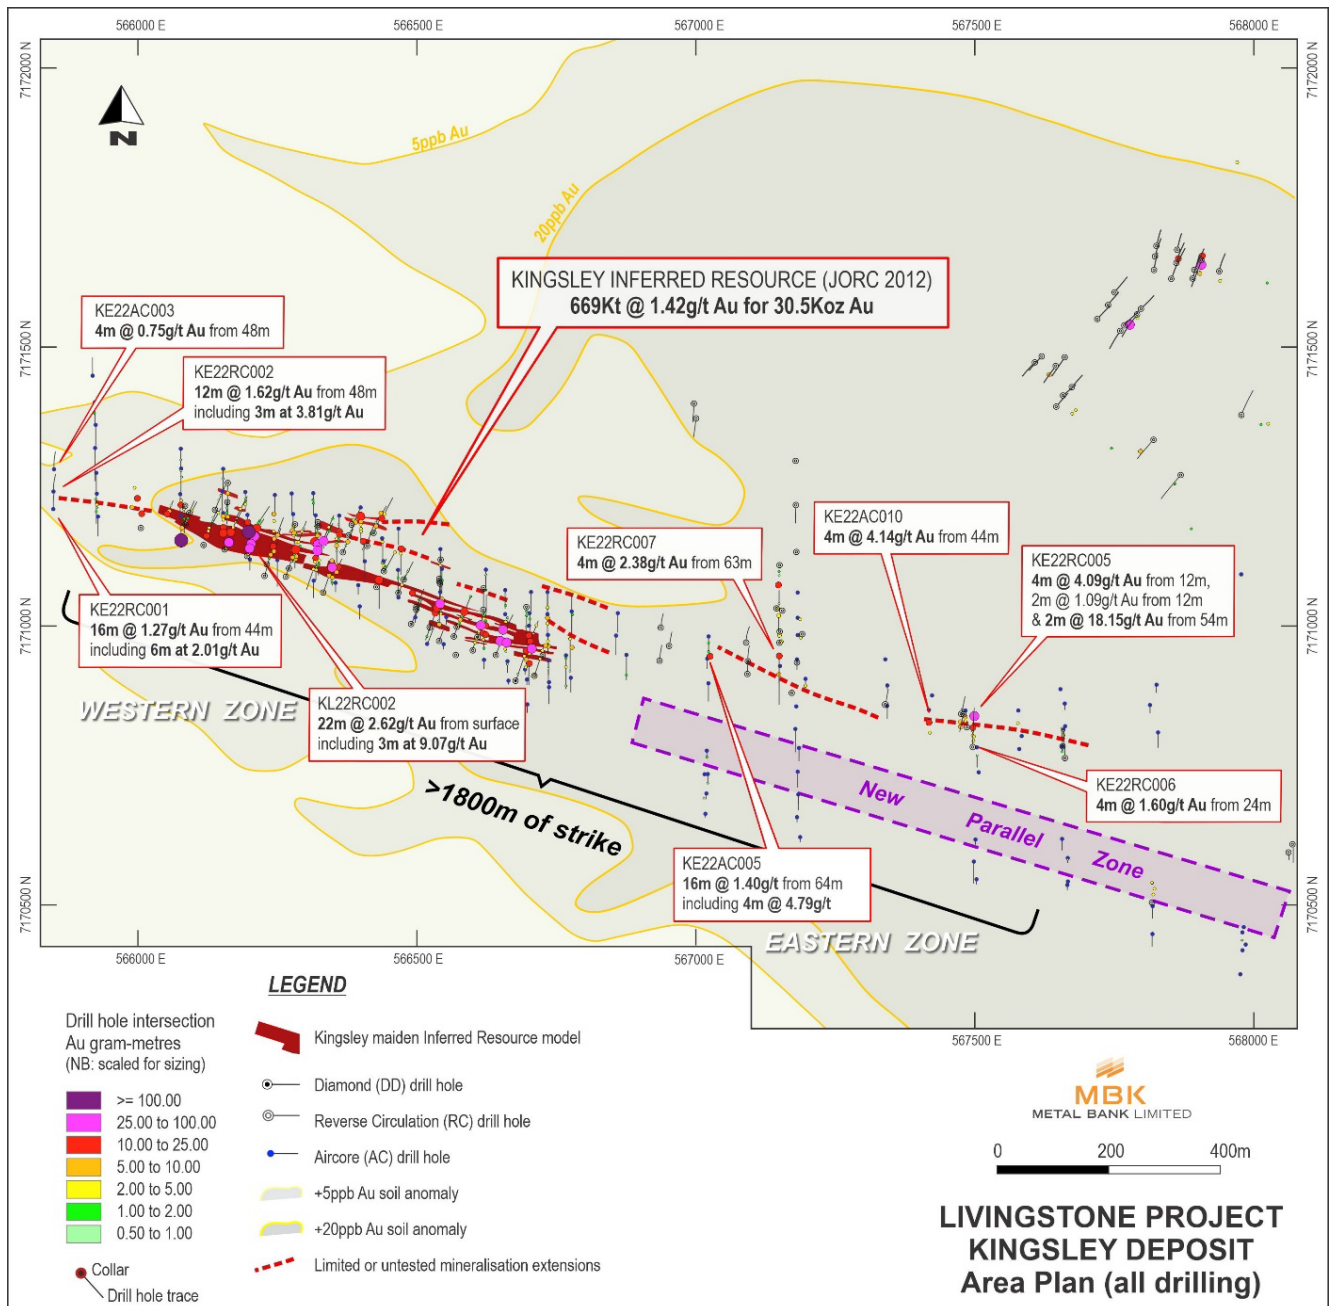 566000 E
566500 E
567000 E
567500 E
568000 E
7172000 N
7172000 N
N
5ppb Au
20ppb Au
KINGSLEY INFERRED RESOURCE (JORC 2012)
669Kt @ 1.42g/t Au for 30.5Koz Au
KE22AC003
4m @ 0.75g/t Au from 48m
7171500 N
7171500 N
KE22RC002
12m @ 1.62g/t Au from 48m
including 3m at 3.81g/t Au
KE22AC010
4m @ 4.14g/t Au from 44m
KE22RC007
4m @ 2.38g/t Au from 63m
KE22RC005
4m @ 4.09g/t Au from 12m,
2m @ 1.09g/t Au from 12m
& 2m @ 18.15g/t Au from 54m
7171000 N
7171000 N
KE22RC001
16m @ 1.27g/t Au from 44m
including 6m at 2.01g/t Au
WESTERN ZONE
KL22RC002
22m @ 2.62g/t Au from surface
including 3m at 9.07g/t Au
KE22RC006
4m @ 1.60g/t Au from 24m
>1800m of strike
New Parallel Zone
KE22AC005
16m @ 1.40g/t from 64m
including 4m @ 4.79g/t
7170500 N
7170500 N
EASTERN ZONE
566000 E
566500 E
567000 E
567500 E
568000 E
LEGEND
Drill hole intersection
Au gram-metres
(NB: scaled for sizing)
>= 100.00
25.00 to 100.00
10.00 to 25.00
5.00 to 10.00
2.00 to 5.00
1.00 to 2.00
0.50 to 1.00
Collar
Drill hole trace
Kingsley maiden Inferred Resource model
Diamond (DD) drill hole
Reverse Circulation (RC) drill hole
Aircore (AC) drill hole
+5ppb Au soil anomaly
+20ppb Au soil anomaly
Limited or untested mineralisation extensions
MBK
METAL BANK LIMITED
0 200 400m
LIVINGSTONE PROJECT
KINGSLEY DEPOSIT
Area Plan (all drilling)